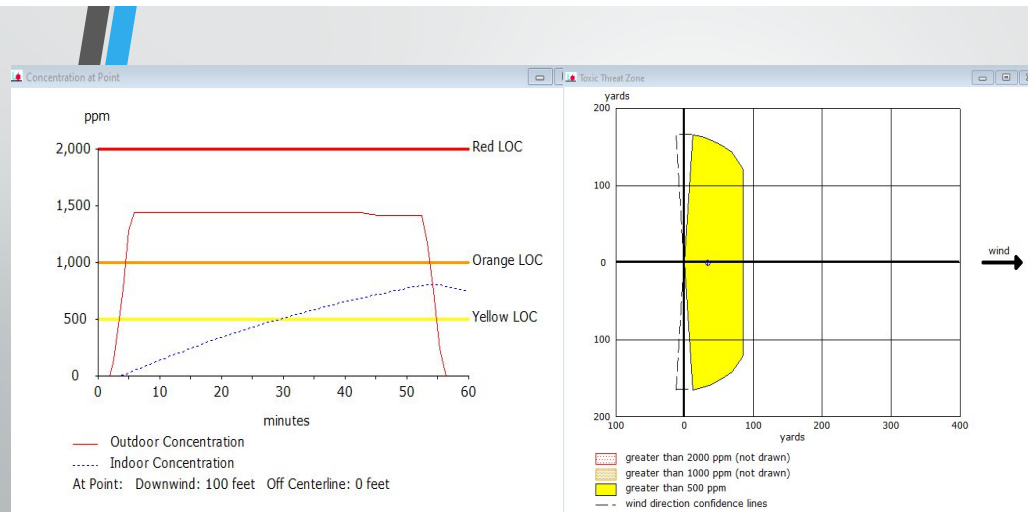 Concentration at Point
ppm
2,000
Red LOC
1,500
1,000
Orange LOC
500
Yellow LOC
0
0 10 20 30 40 50 60
minutes
Outdoor Concentration
Indoor Concentration
At Point: Downwind: 100 feet Off Centerline: 0 feet
Toxic Threat Zone
yards
200
100
0
wind
100
200
100 0 100 200 300 400
yards
greater than 2000 ppm (not drawn)
greater than 1000 ppm (not drawn)
greater than 500 ppm
wind direction confidence lines